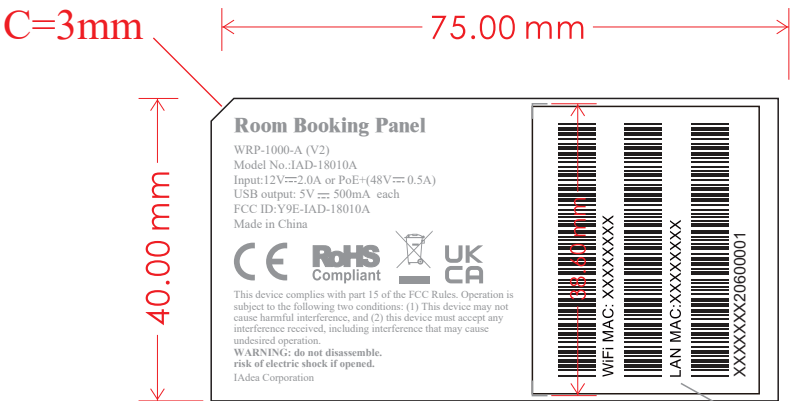 C=3mm
75.00 mm
40.00 mm
Room Booking Panel
WRP-1000-A (V2)
Model No.:IAD-18010A
Input:12V⎓2.0A or PoE+(48V⎓ 0.5A)
USB output: 5V ⎓ 500mA each
FCC ID:Y9E-IAD-18010A
Made in China
CE
RoHS
Compliant
UK
CA
This device complies with part 15 of the FCC Rules. Operation is
subject to the following two conditions: (1) This device may not
cause harmful interference, and (2) this device must accept any
interference received, including interference that may cause
undesired operation.
WARNING: do not disassemble.
risk of electric shock if opened.
IAdea Corporation
38.60 mm
WiFi MAC: XXXXXXXX
LAN MAC:XXXXXXXXX
XXXXXXXX20600001